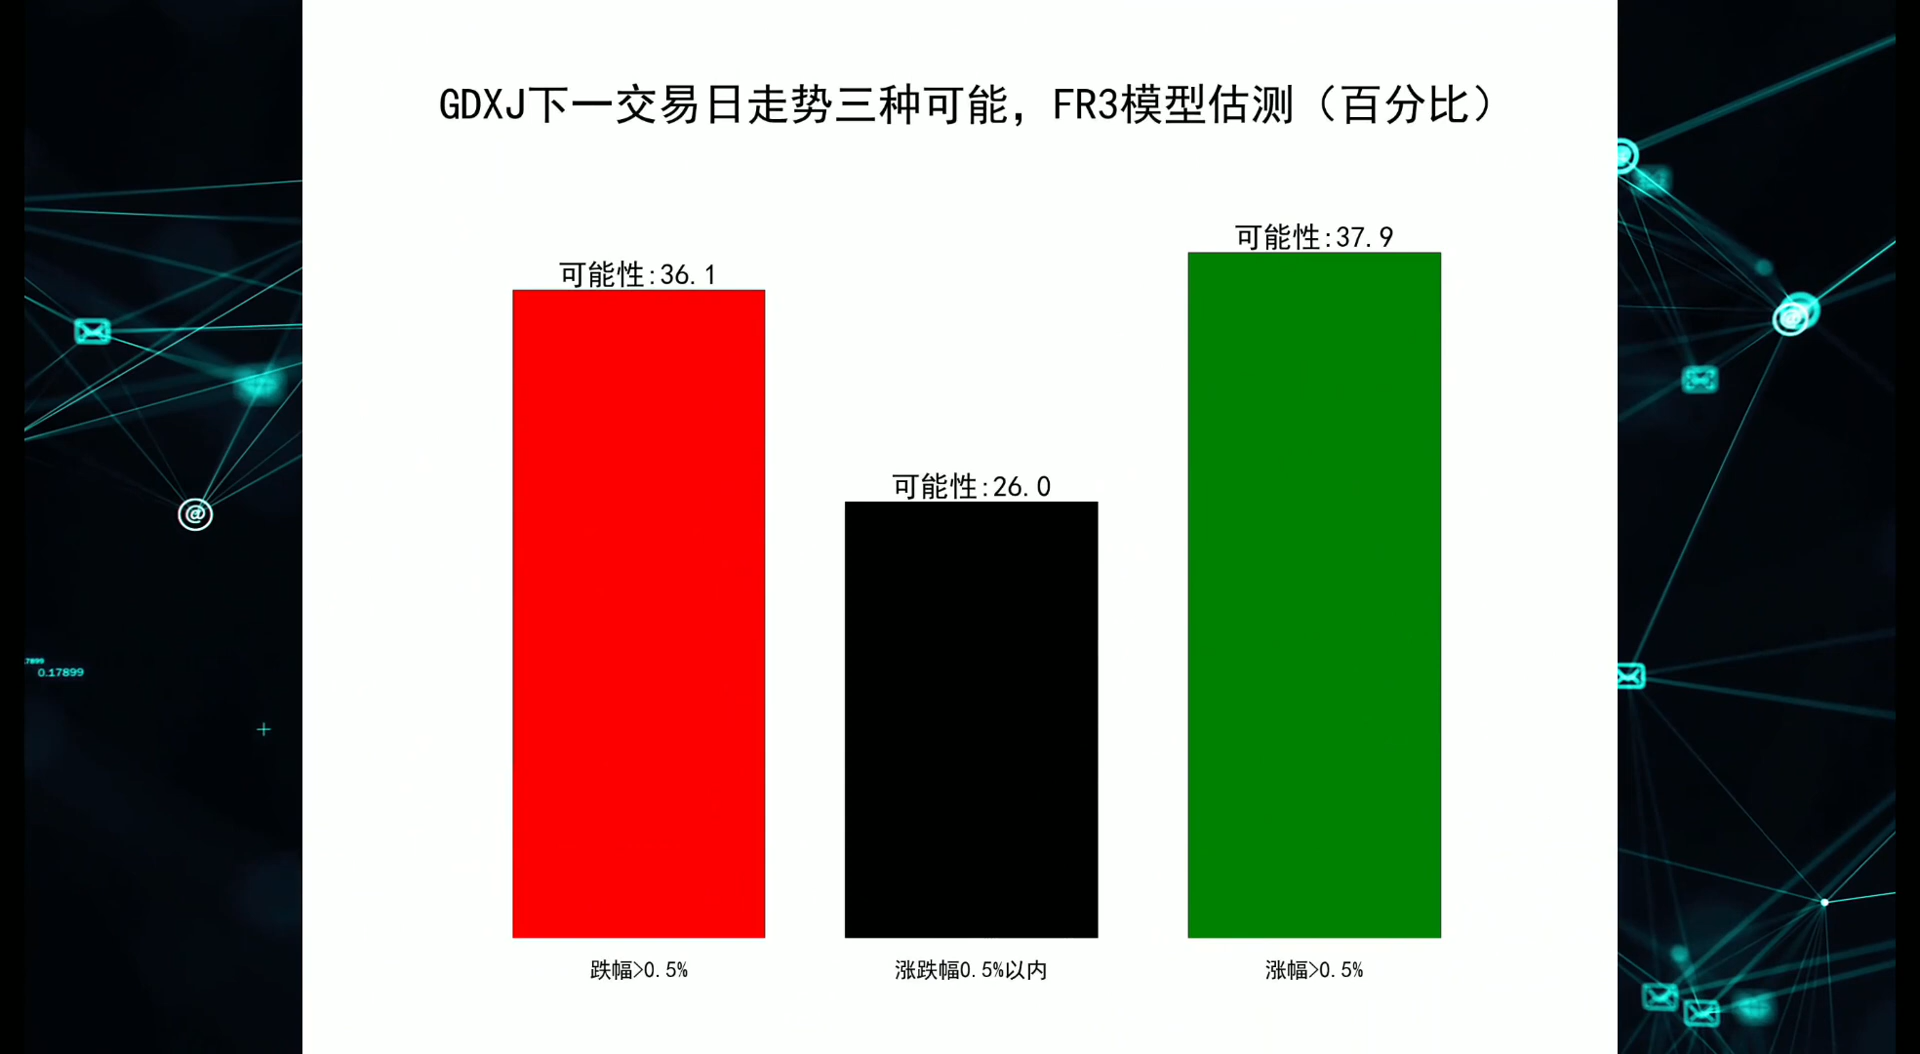 GDXJ下一交易日走势三种可能，FR3模型估测（百分比）
可能性:37.9
可能性:36.1
可能性:26.0
跌幅>0.5%
涨跌幅0.5%以内
涨幅>0.5%
.7899
0.17899